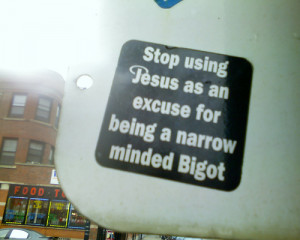 Stop using
Jesus as an
excuse for
being a narrow
minded Bigot
FOOD